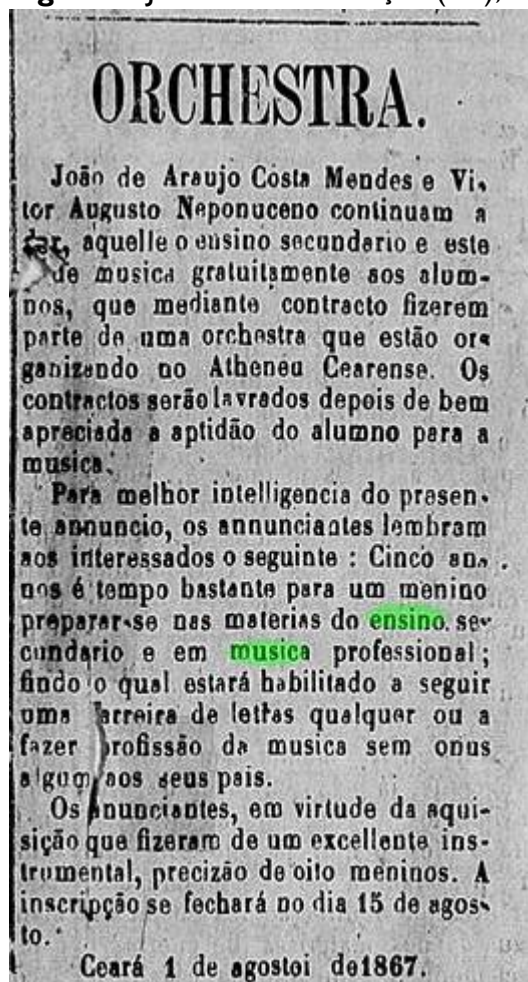 ORCHESTRA.
João de Araujo Costa Mendes e Vi-
tor Augusto Neponuceno continuam a
dar, aquelle o ensino secundario e este
de musica gratuitamente aos alum-
nos, que mediante contracto fizerem
parte de uma orchestra que estão or-
ganizando no Atheneu Cearense. Os
contractos serão lavrados depois de bem
apreciada a aptidão do alumno para a
musica.
Para melhor intelligencia do presen-
te annuncio, os annunciantes lembram
aos interessados o seguinte : Cinco an-
nos é tempo bastante para um menino
preparar-se nas materias do ensino. se-
cundario e em musica professional ;
findo o qual estará habilitado a seguir
uma carreira de lettas qualquer ou a
fazer profissão da musica sem onus
algum aos seus pais.
Os anunciantes, em virtude da aqui-
sição que fizeram de um excellente ins-
trumental, precizão de oito meninos. A
inscripção se fechará no dia 15 de agos-
to.
Ceará 1 de agostoi de1867.